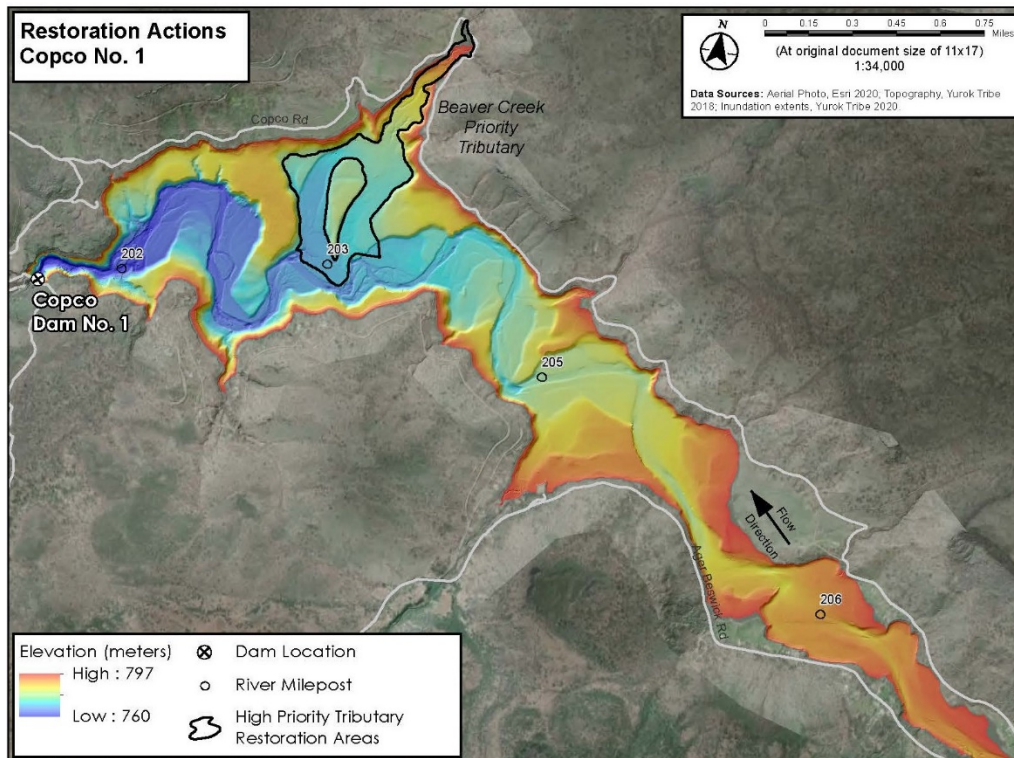 Restoration Actions
Copco No. 1
N
0 0.15 0.3 0.45 0.6 0.75
Miles
(At original document size of 11x17)
1:34,000
Data Sources: Aerial Photo, Esri 2020; Topography, Yurok Tribe
2018; Inundation extents, Yurok Tribe 2020.
Copco Rd
Beaver Creek
Priority
Tributary
202
203
Copco
Dam No. 1
205
Flow
Direction
Ager Beswick Rd
206
Elevation (meters)
High : 797
Low : 760
Dam Location
River Milepost
High Priority Tributary
Restoration Areas